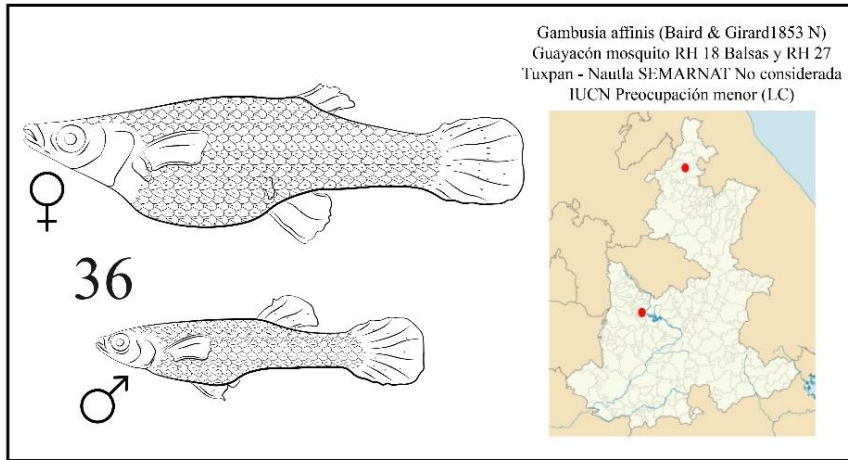 Gambusia affinis (Baird & Girard1853 N)
Guayacón mosquito RH 18 Balsas y RH 27
Tuxpan - Nautla SEMARNAT No considerada
IUCN Preocupación menor (LC)
♀
36
♂